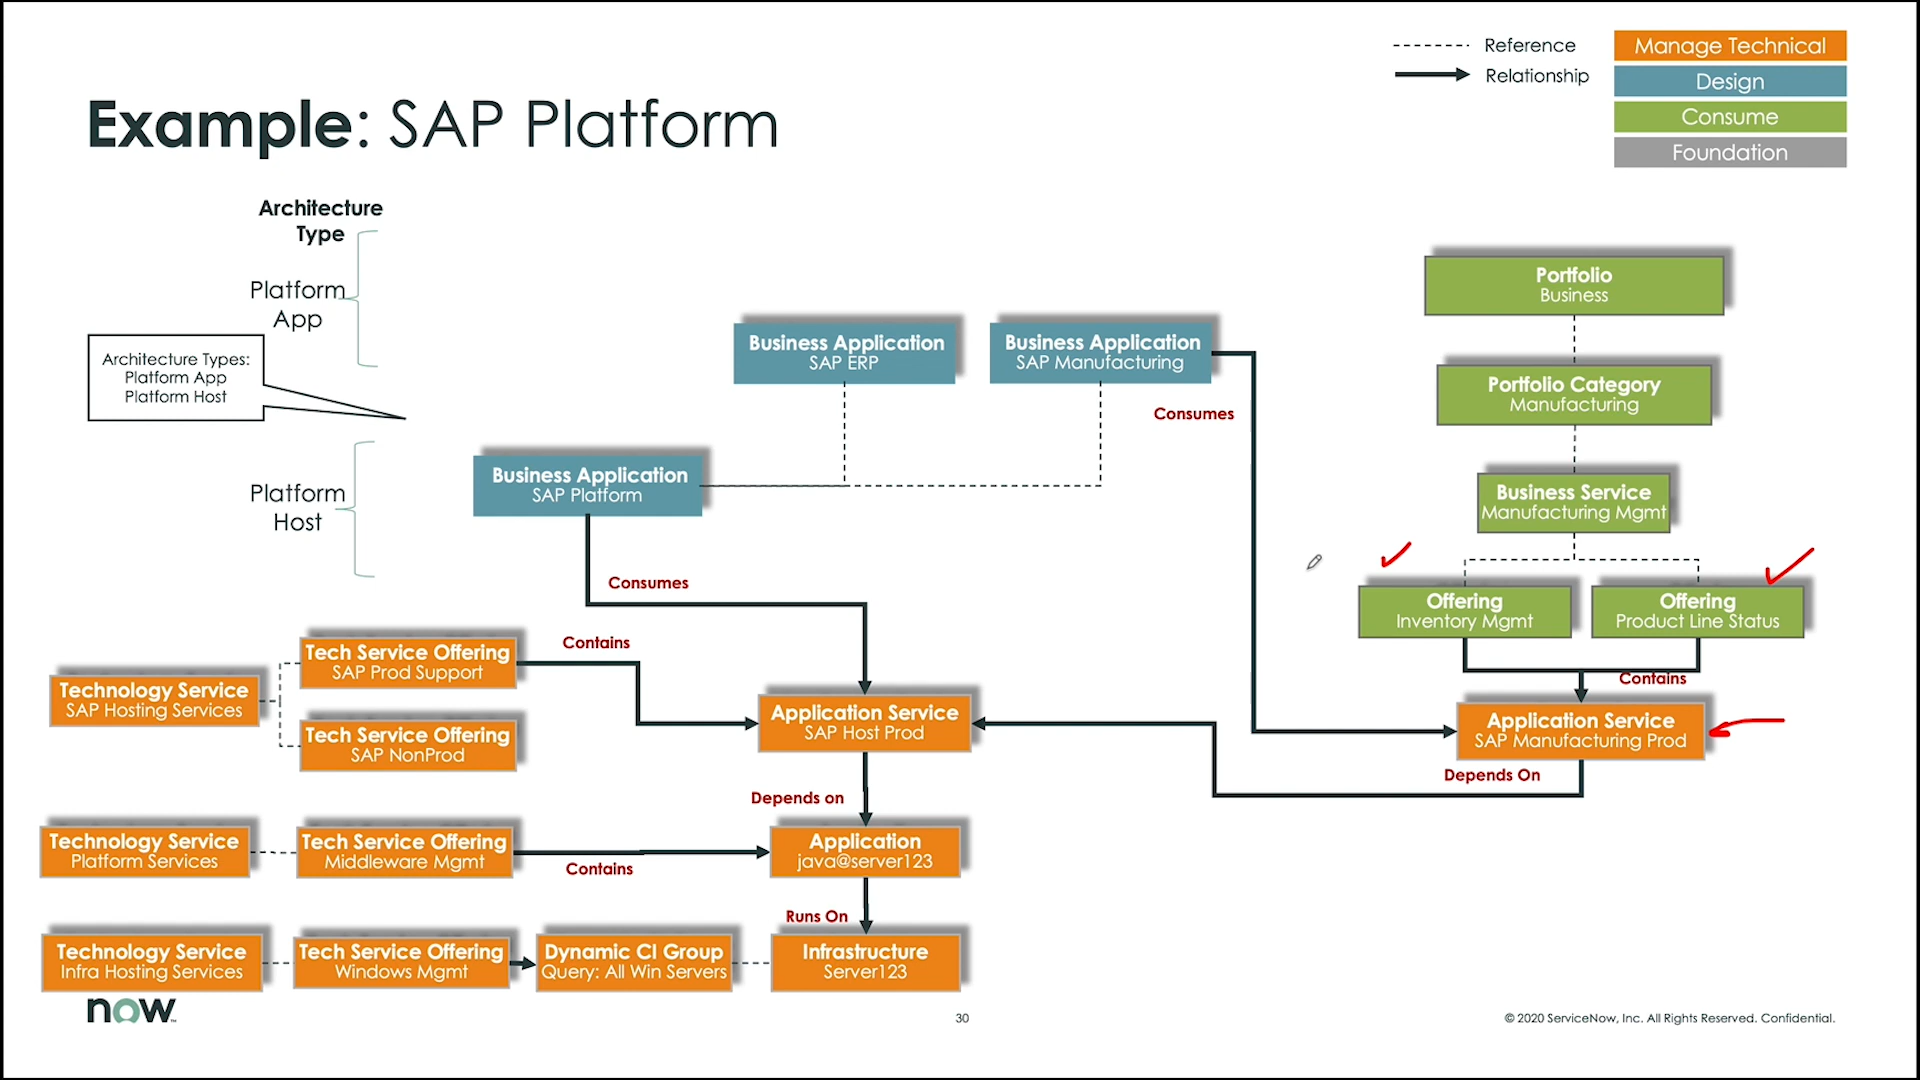 Reference
Relationship
Manage Technical
Design
Consume
Foundation
Example: SAP Platform
Architecture
Type
Platform
App
Architecture Types:
Platform App
Platform Host
Platform
Host
Business Application
SAP ERP
Business Application
SAP Manufacturing
Consumes
Business Application
SAP Platform
Consumes
Portfolio
Business
Portfolio Category
Manufacturing
Business Service
Manufacturing Mgmt
Offering
Inventory Mgmt
Offering
Product Line Status
Contains
Application Service
SAP Manufacturing Prod
Depends On
Technology Service
SAP Hosting Services
Tech Service Offering
SAP Prod Support
Tech Service Offering
SAP NonProd
Contains
Application Service
SAP Host Prod
Depends on
Technology Service
Platform Services
Tech Service Offering
Middleware Mgmt
Contains
Application
java@server123
Runs On
Technology Service
Infra Hosting Services
Tech Service Offering
Windows Mgmt
Dynamic CI Group
Query: All Win Servers
Infrastructure
Server123
now
30
© 2020 ServiceNow, Inc. All Rights Reserved. Confidential.